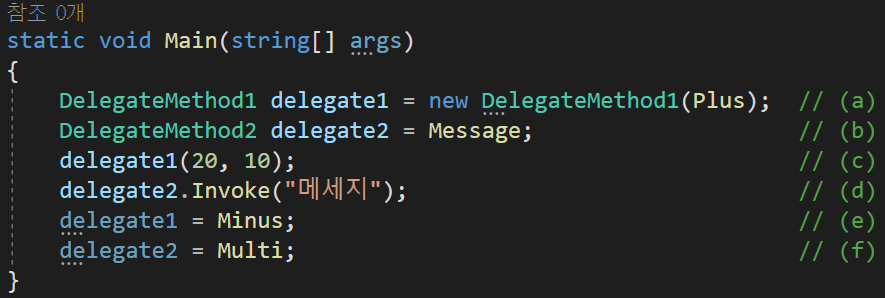 참조 0개
static void Main(string[] args)
{
    DelegateMethod1 delegate1 = new DelegateMethod1(Plus);  // (a)
    DelegateMethod2 delegate2 = Message;                    // (b)
    delegate1(20, 10);                                      // (c)
    delegate2.Invoke("메세지");                              // (d)
    delegate1 = Minus;                                      // (e)
    delegate2 = Multi;                                      // (f)
}